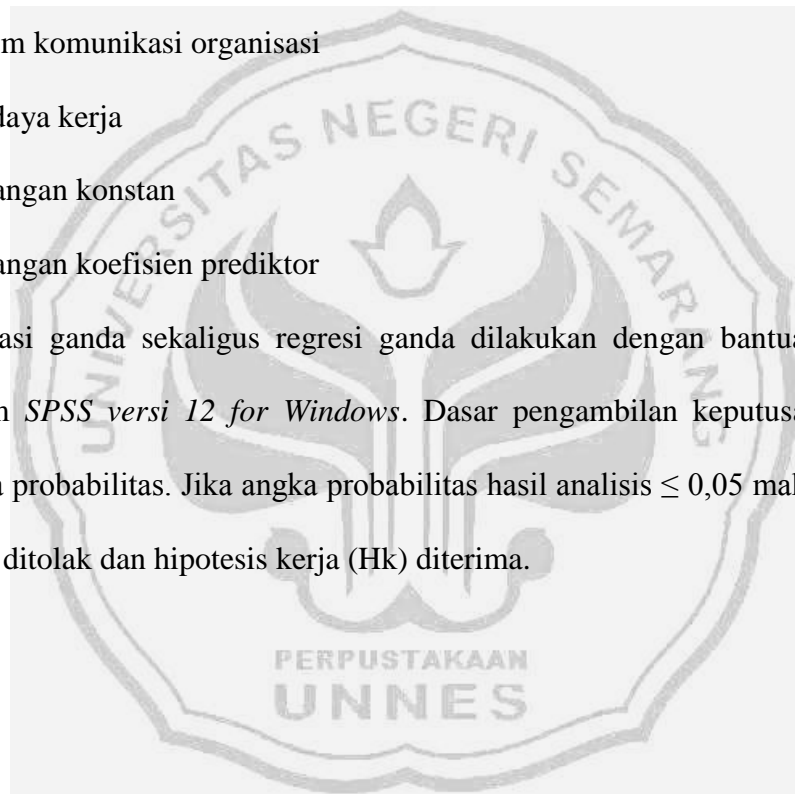 m komunikasi organisasi
daya kerja
angan konstan
angan koefisien prediktor
asi ganda sekaligus regresi ganda dilakukan dengan bantua
n SPSS versi 12 for Windows. Dasar pengambilan keputusa
a probabilitas. Jika angka probabilitas hasil analisis ≤ 0,05 mak
ditolak dan hipotesis kerja (Hk) diterima.
UNIVERSITAS NEGERI SEMARANG
PERPUSTAKAAN
UNNES